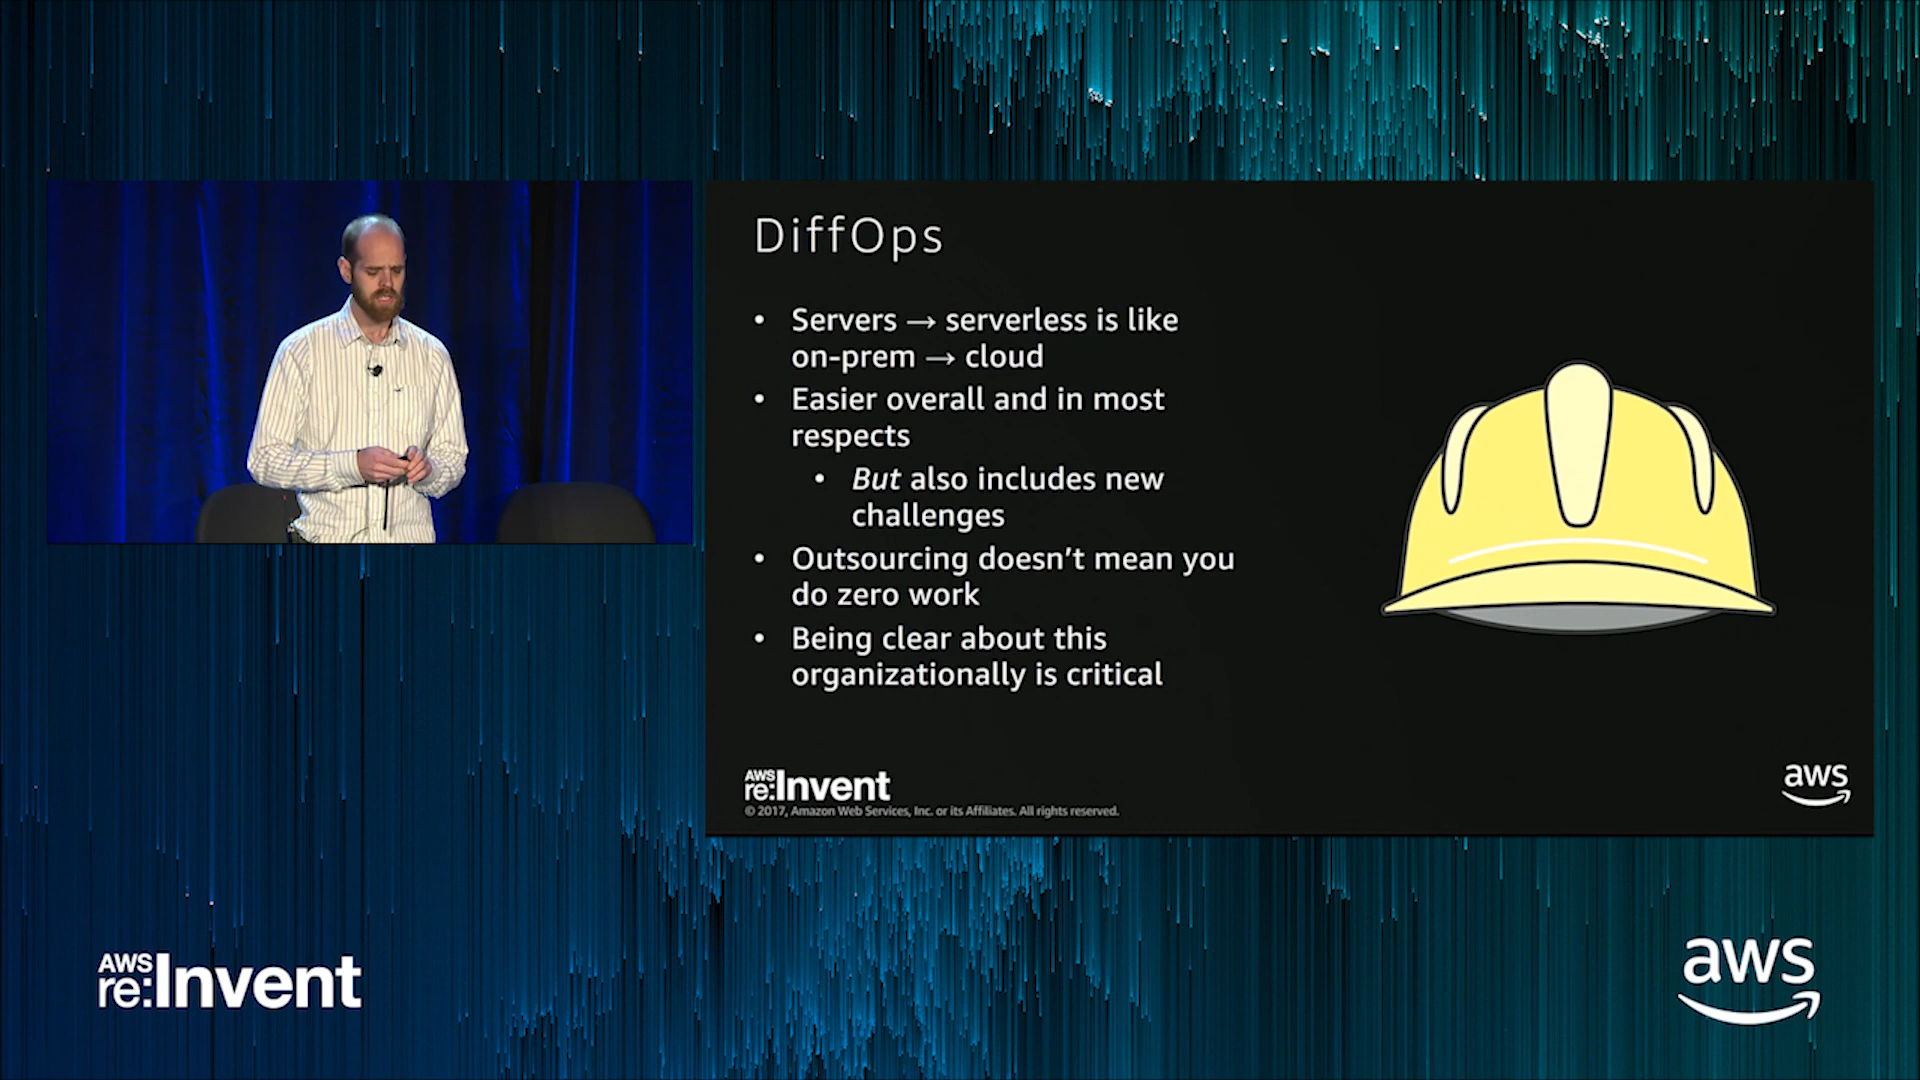 DiffOps
• Servers → serverless is like
on-prem → cloud
• Easier overall and in most
respects
• But also includes new
challenges
• Outsourcing doesn’t mean you
do zero work
• Being clear about this
organizationally is critical
AWS
re:Invent
© 2017, Amazon Web Services, Inc. or its Affiliates. All rights reserved.
aws
AWS
re:Invent
aws